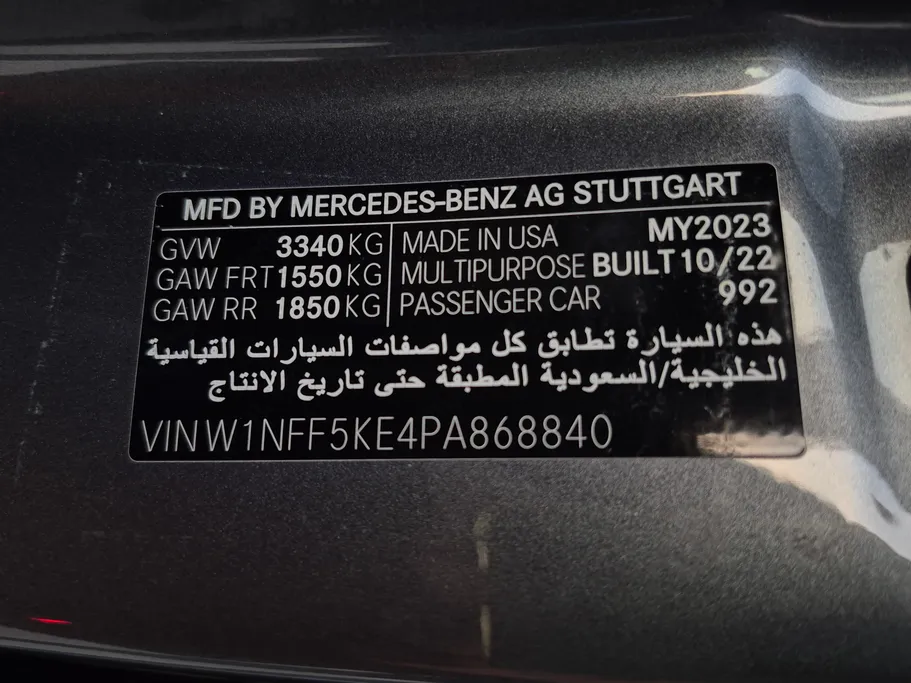 MFD BY MERCEDES-BENZ AG STUTTGART
GVW 3340 KG MADE IN USA MY2023
GAW FRT 1550 KG MULTIPURPOSE BUILT 10/22
GAW RR 1850 KG PASSENGER CAR 992
هذه السيارة تطابق كل مواصفات السيارات القياسية
الخليجية/السعودية المطبقة حتى تاريخ الانتاج
VIN W1NFF5KE4PA868840